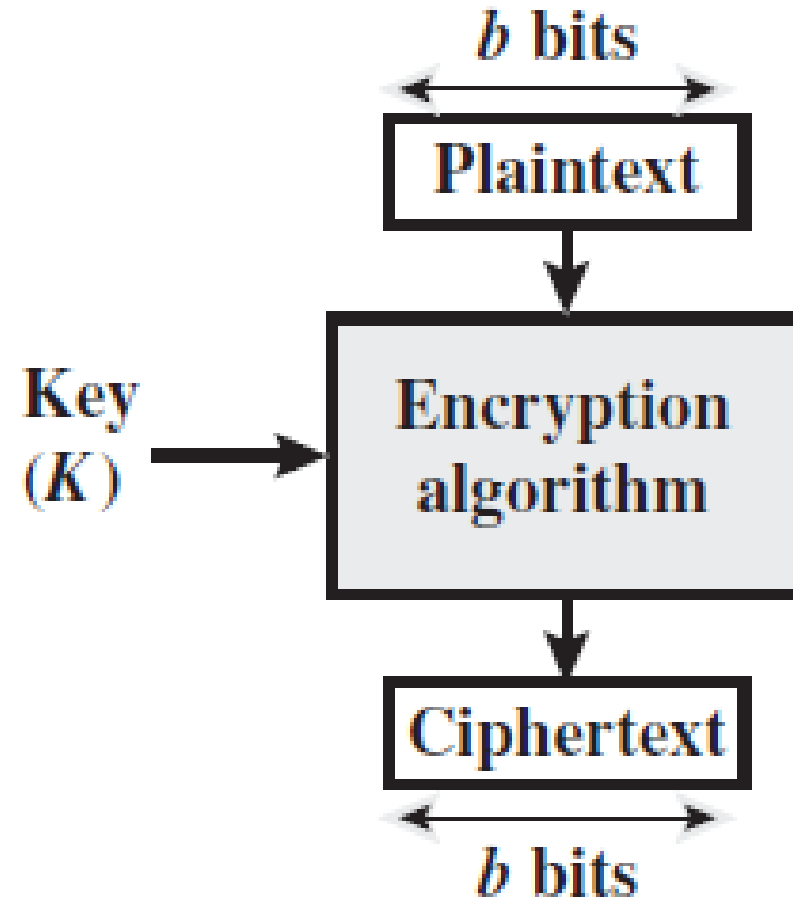 b bits
Plaintext
Key
(K)
Encryption
algorithm
Ciphertext
b bits